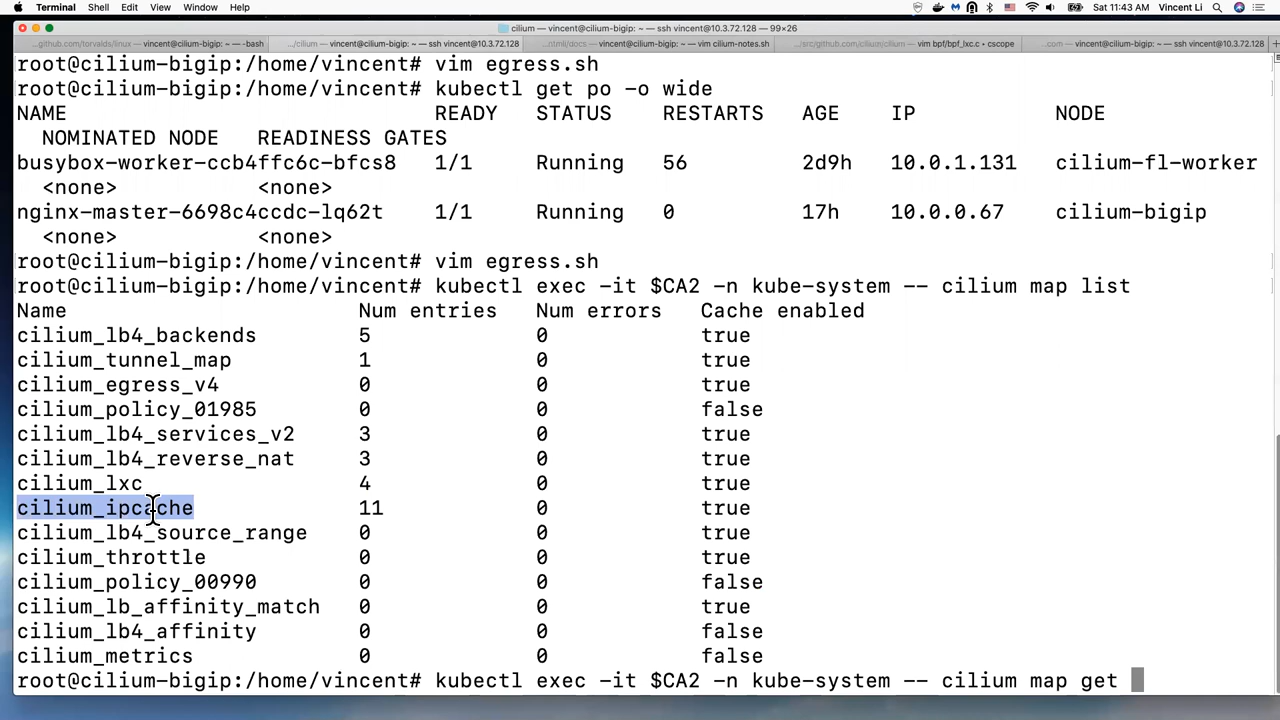 Terminal Shell Edit View Window Help Sat 11:43 AM Vincent Li
cilium — vincent@cilium-bigip: ~ — ssh vincent@10.3.72.128 — 99×26
...github.com/torvalds/linux — vincent@cilium-bigip: ~ — -bash .../cilium — vincent@cilium-bigip: ~ — ssh vincent@10.3.72.128 ...html/docs — vincent@cilium-bigip: ~ — vim cilium-notes.sh ...src/github.com/cilium/cilium — vim bpf/bpf_lxc.c • cscope ....com — vincent@cilium-bigip: ~ — ssh vincent@10.3.72.128 +
root@cilium-bigip:/home/vincent# vim egress.sh
root@cilium-bigip:/home/vincent# kubectl get po -o wide
NAME READY STATUS RESTARTS AGE IP NODE
NOMINATED NODE READINESS GATES
busybox-worker-ccb4ffc6c-bfcs8 1/1 Running 56 2d9h 10.0.1.131 cilium-fl-worker
<none> <none>
nginx-master-6698c4ccdc-lq62t 1/1 Running 0 17h 10.0.0.67 cilium-bigip
<none> <none>
root@cilium-bigip:/home/vincent# vim egress.sh
root@cilium-bigip:/home/vincent# kubectl exec -it $CA2 -n kube-system -- cilium map list
Name Num entries Num errors Cache enabled
cilium_lb4_backends 5 0 true
cilium_tunnel_map 1 0 true
cilium_egress_v4 0 0 true
cilium_policy_01985 0 0 false
cilium_lb4_services_v2 3 0 true
cilium_lb4_reverse_nat 3 0 true
cilium_lxc 4 0 true
cilium_ipcache 11 0 true
cilium_lb4_source_range 0 0 true
cilium_throttle 0 0 true
cilium_policy_00990 0 0 false
cilium_lb_affinity_match 0 0 true
cilium_lb4_affinity 0 0 false
cilium_metrics 0 0 false
root@cilium-bigip:/home/vincent# kubectl exec -it $CA2 -n kube-system -- cilium map get